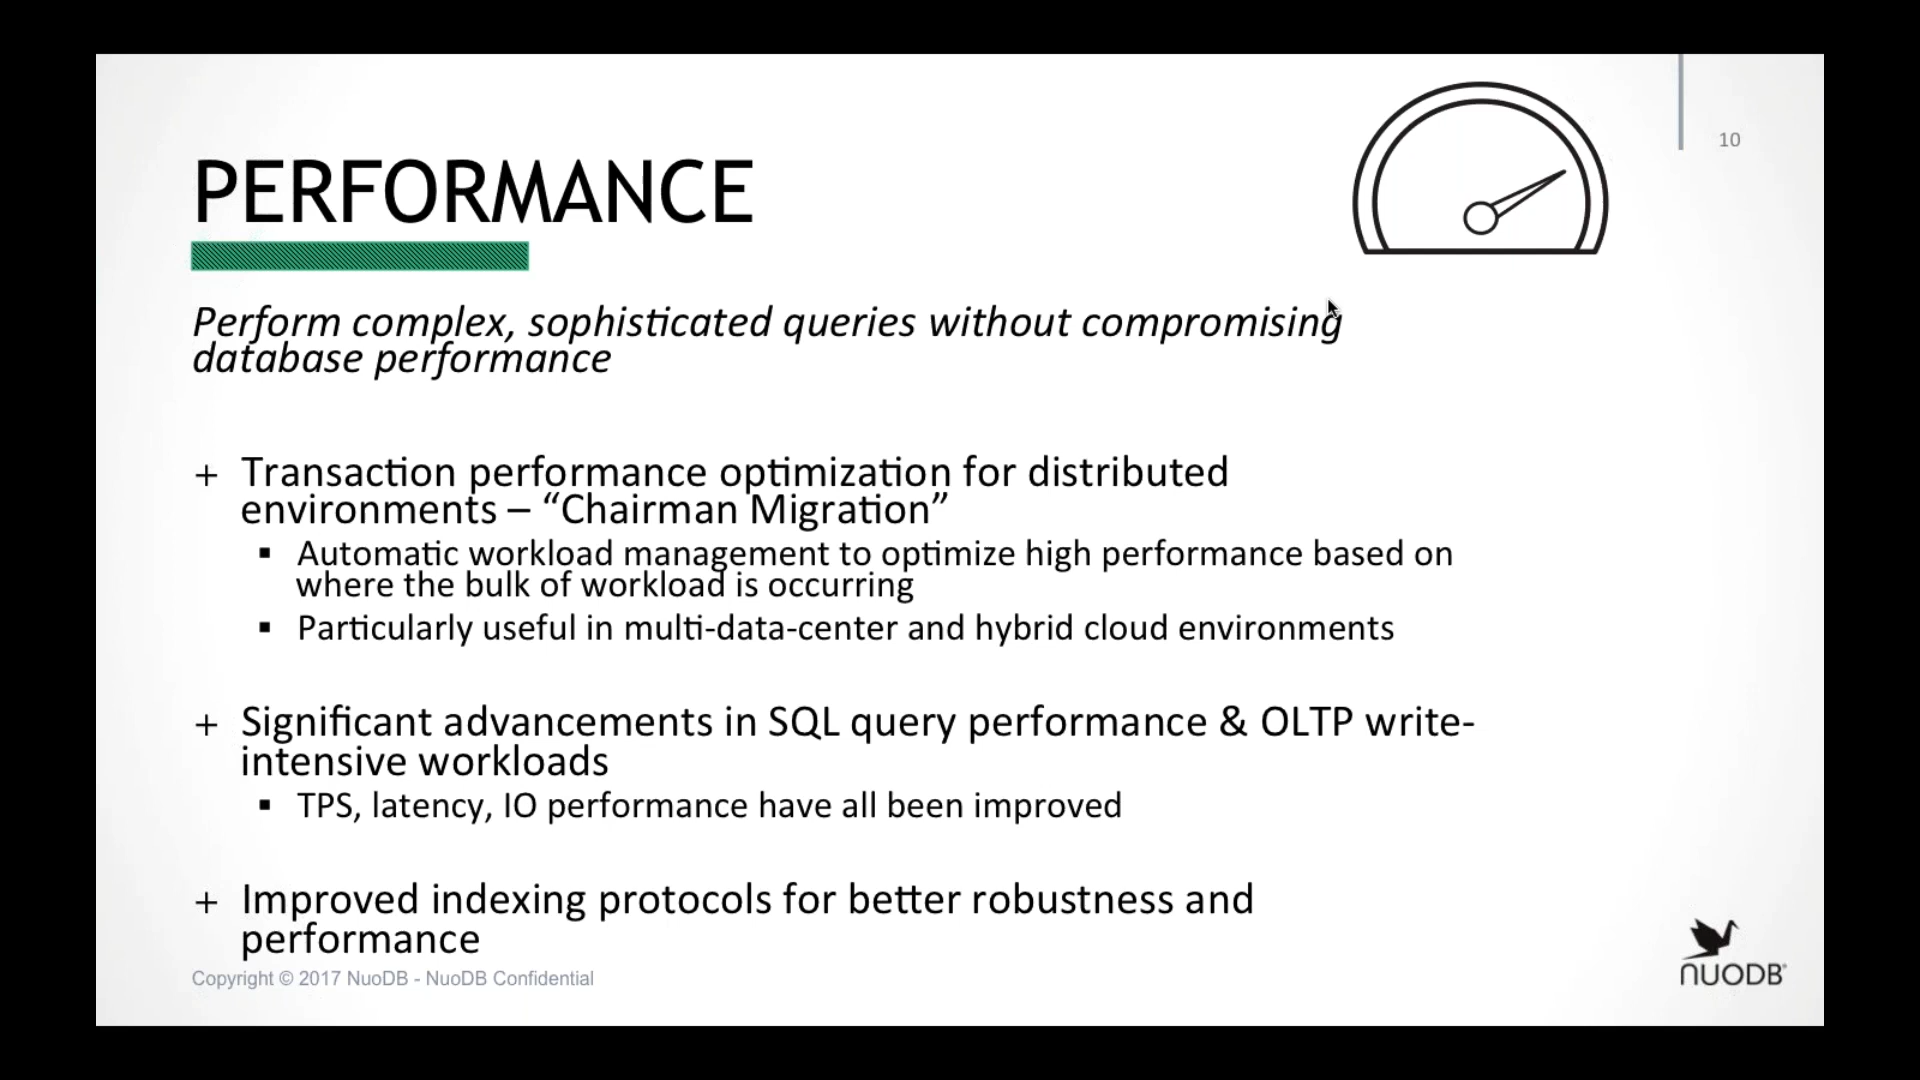 10
PERFORMANCE
Perform complex, sophisticated queries without compromising
database performance
+ Transaction performance optimization for distributed
environments – “Chairman Migration”
▪ Automatic workload management to optimize high performance based on
where the bulk of workload is occurring
▪ Particularly useful in multi-data-center and hybrid cloud environments
+ Significant advancements in SQL query performance & OLTP write-
intensive workloads
▪ TPS, latency, IO performance have all been improved
+ Improved indexing protocols for better robustness and
performance
Copyright © 2017 NuoDB - NuoDB Confidential
NUODB